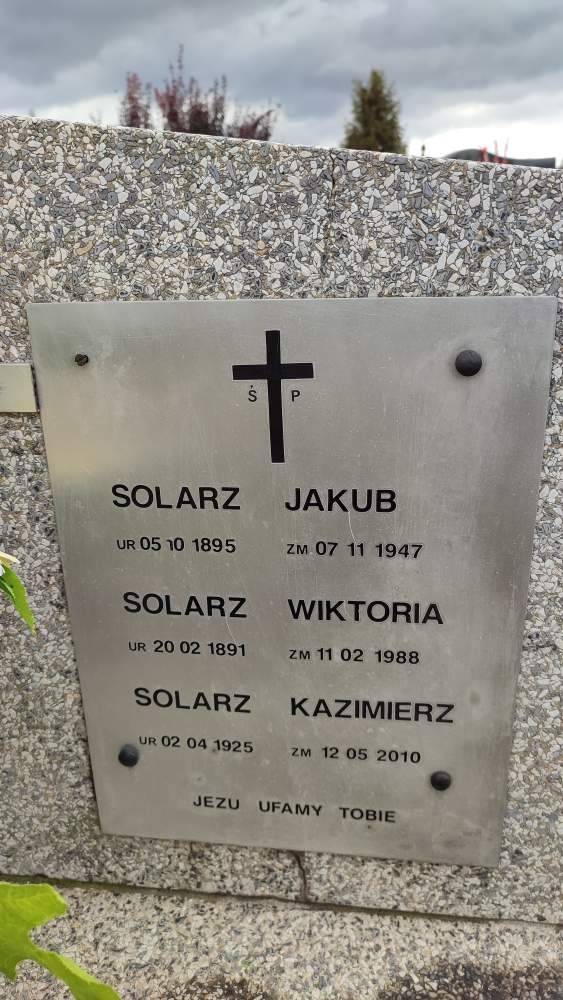 Ś P
SOLARZ JAKUB
UR 05 10 1895 ZM 07 11 1947
SOLARZ WIKTORIA
UR 20 02 1891 ZM 11 02 1988
SOLARZ KAZIMIERZ
UR 02 04 1925 ZM 12 05 2010
JEZU UFAMY TOBIE